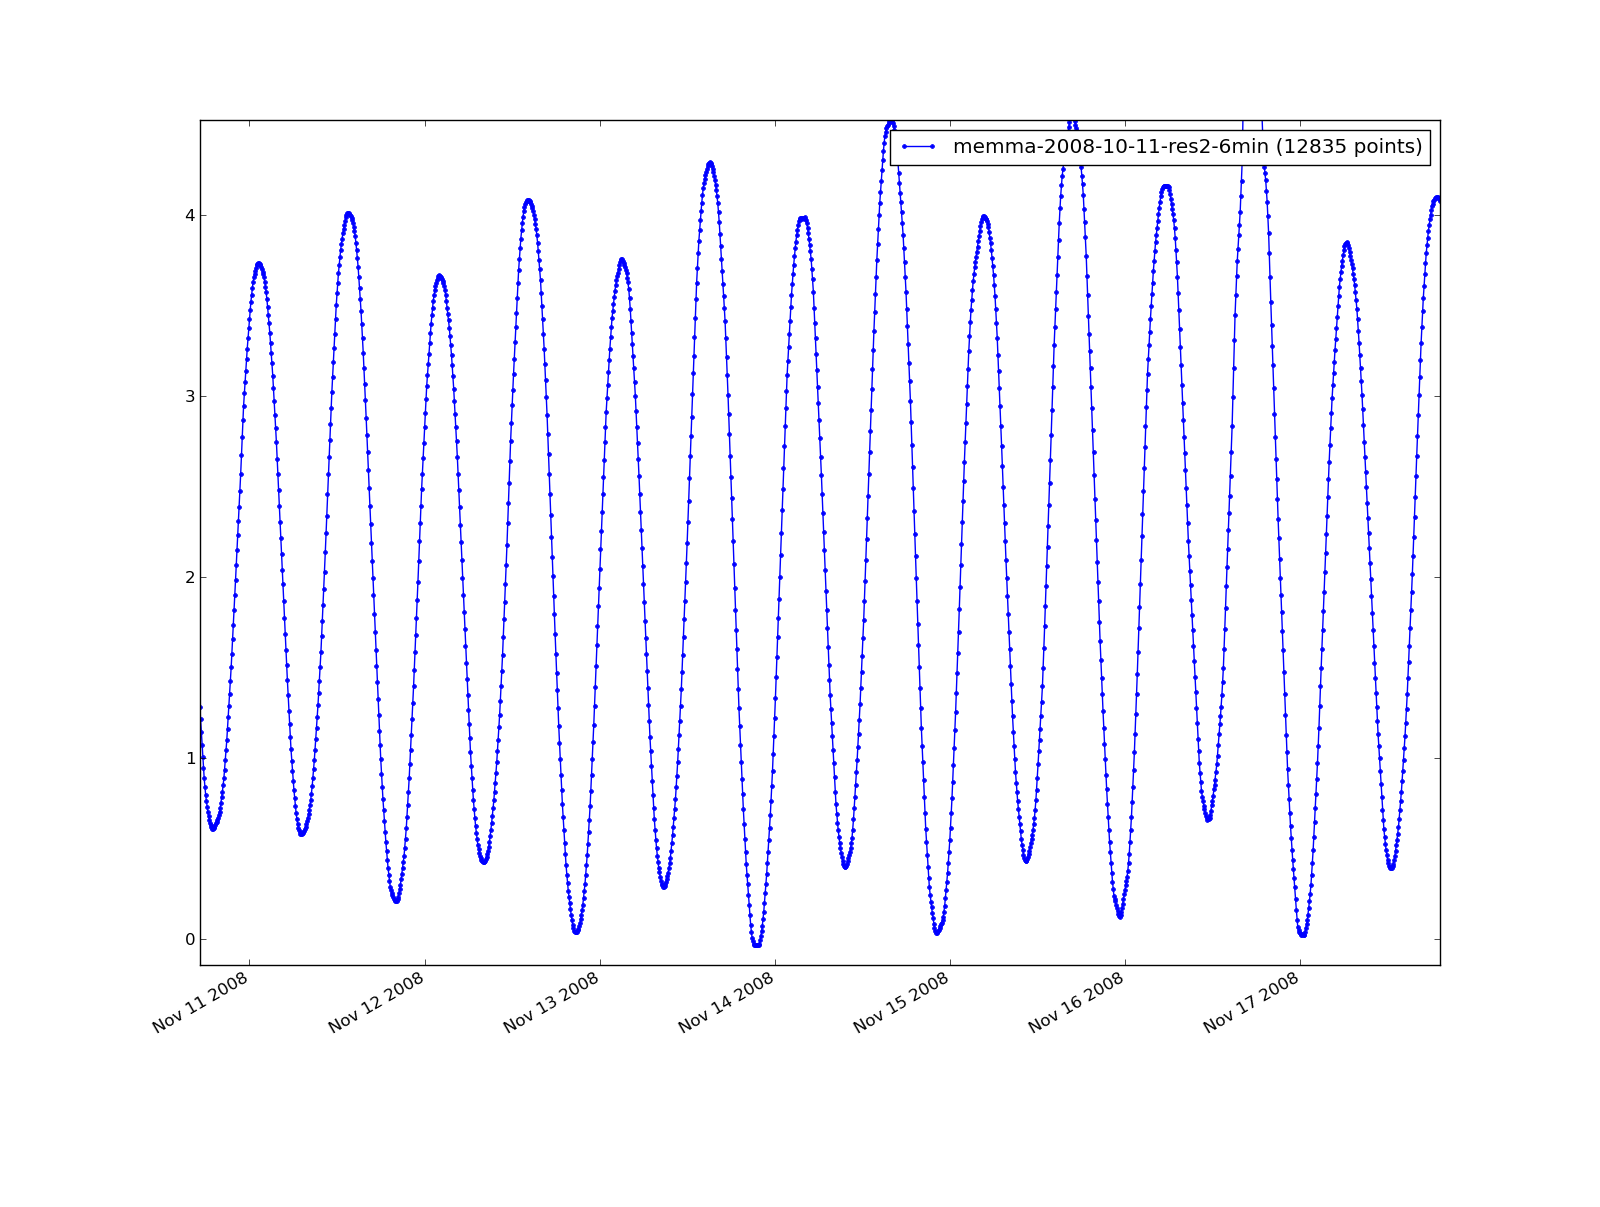 memma-2008-10-11-res2-6min (12835 points)
4
3
2
1
0
Nov 11 2008
Nov 12 2008
Nov 13 2008
Nov 14 2008
Nov 15 2008
Nov 16 2008
Nov 17 2008